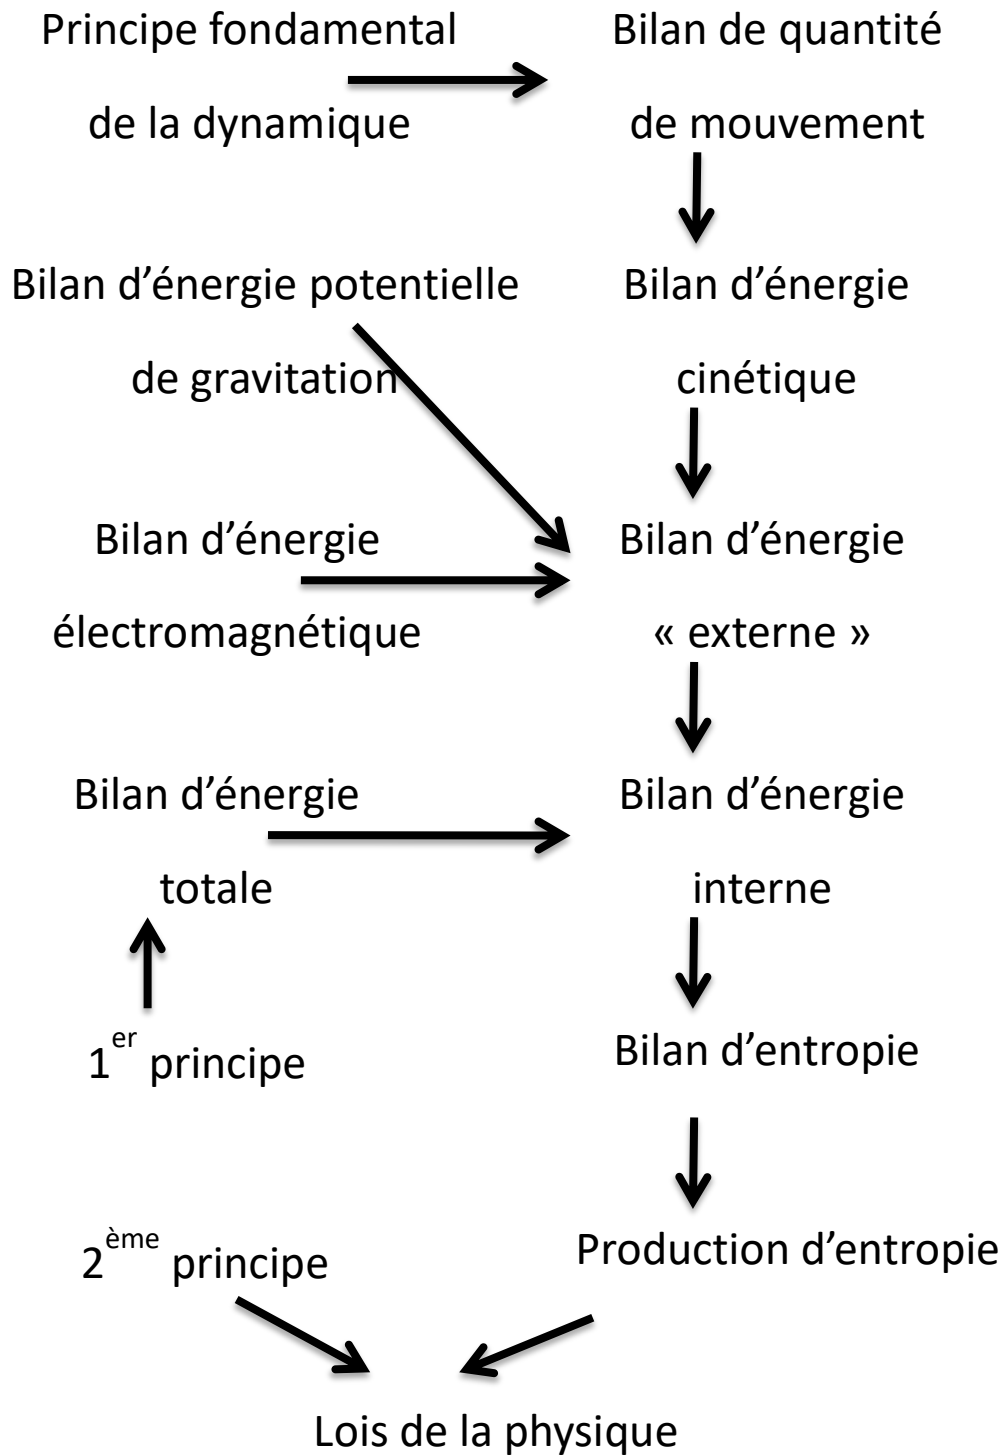 Principe fondamental
de la dynamique
Bilan de quantité
de mouvement
Bilan d’énergie potentielle
de gravitation
Bilan d’énergie
cinétique
Bilan d’énergie
électromagnétique
Bilan d’énergie
« externe »
Bilan d’énergie
totale
Bilan d’énergie
interne
1er principe
Bilan d’entropie
2ème principe
Production d’entropie
Lois de la physique